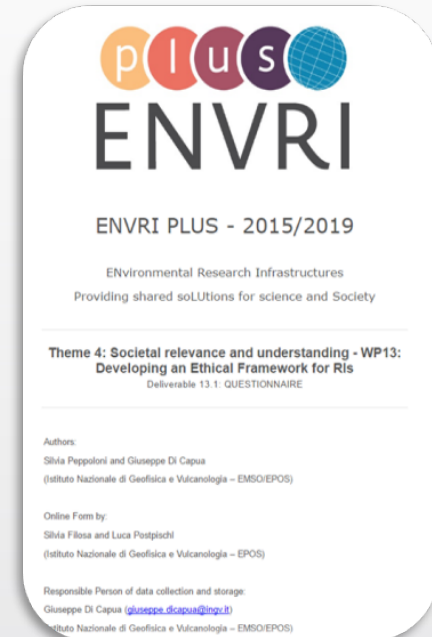 plus
ENVRI
ENVRI PLUS - 2015/2019
ENvironmental Research Infrastructures
Providing shared soLUtions for science and Society
Theme 4: Societal relevance and understanding - WP13:
Developing an Ethical Framework for RIs
Deliverable 13.1: QUESTIONNAIRE
Authors:
Silvia Peppoloni and Giuseppe Di Capua
(Istituto Nazionale di Geofisica e Vulcanologia – EMSO/EPOS)
Online Form by:
Silvia Filosa and Luca Postpischl
(Istituto Nazionale di Geofisica e Vulcanologia – EPOS)
Responsible Person of data collection and storage:
Giuseppe Di Capua (giuseppe.dicapua@ingv.it)
Istituto Nazionale di Geofisica e Vulcanologia – EMSO/EPOS)